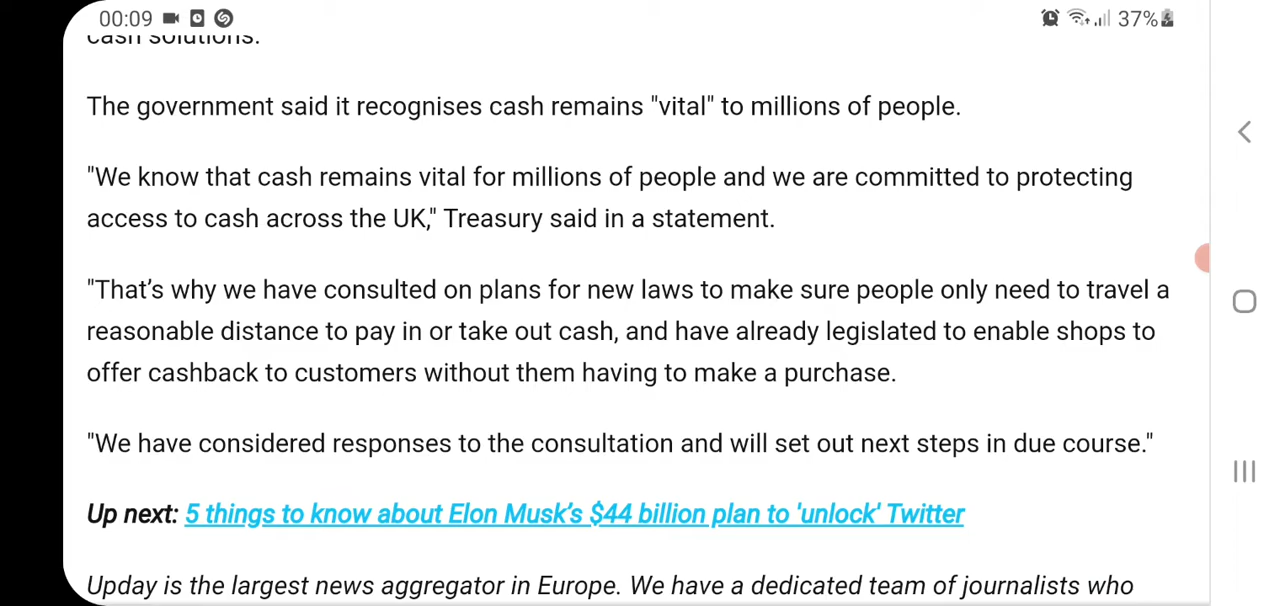 00:09
37%
cash solutions.
The government said it recognises cash remains "vital" to millions of people.
"We know that cash remains vital for millions of people and we are committed to protecting
access to cash across the UK," Treasury said in a statement.
"That’s why we have consulted on plans for new laws to make sure people only need to travel a
reasonable distance to pay in or take out cash, and have already legislated to enable shops to
offer cashback to customers without them having to make a purchase.
"We have considered responses to the consultation and will set out next steps in due course."
Up next: 5 things to know about Elon Musk’s $44 billion plan to 'unlock' Twitter
Upday is the largest news aggregator in Europe. We have a dedicated team of journalists who